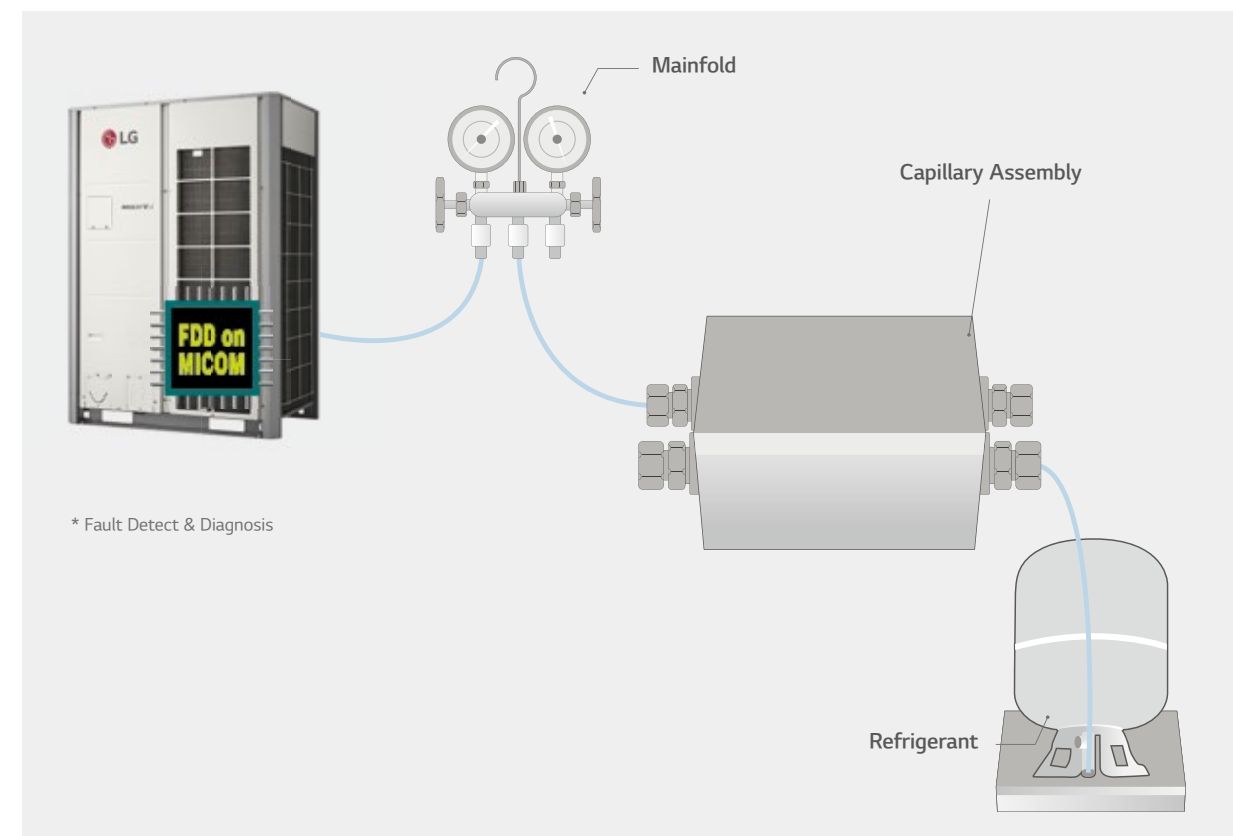 Mainfold
LG
Capillary Assembly
FDD on
MICOM
* Fault Detect & Diagnosis
Refrigerant